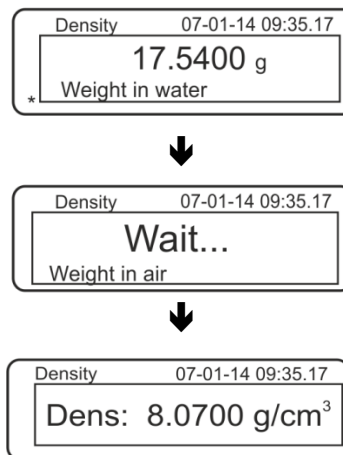 Density 07-01-14 09:35.17
17.5400 g
* Weight in water
Density 07-01-14 09:35.17
Wait...
Weight in air
Density 07-01-14 09:35.17
Dens: 8.0700 g/cm³